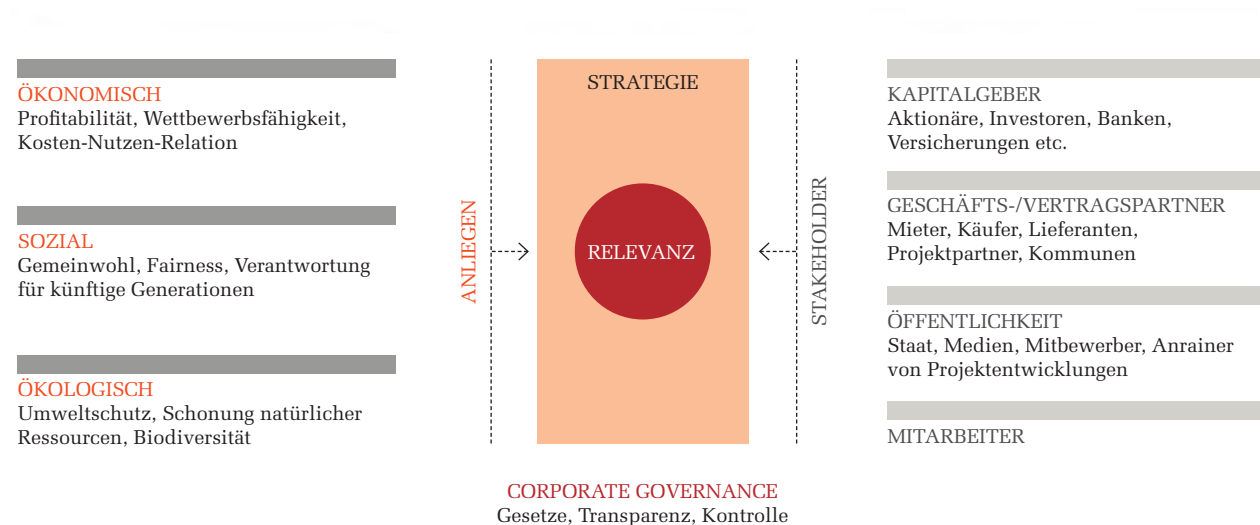 ÖKONOMISCH
Profitabilität, Wettbewerbsfähigkeit,
Kosten-Nutzen-Relation
SOZIAL
Gemeinwohl, Fairness, Verantwortung
für künftige Generationen
ÖKOLOGISCH
Umweltschutz, Schonung natürlicher
Ressourcen, Biodiversität
ANLIEGEN
STRATEGIE
RELEVANZ
STAKEHOLDER
KAPITALGEBER
Aktionäre, Investoren, Banken,
Versicherungen etc.
GESCHÄFTS-/VERTRAGSPARTNER
Mieter, Käufer, Lieferanten,
Projektpartner, Kommunen
ÖFFENTLICHKEIT
Staat, Medien, Mitbewerber, Anrainer
von Projektentwicklungen
MITARBEITER
CORPORATE GOVERNANCE
Gesetze, Transparenz, Kontrolle